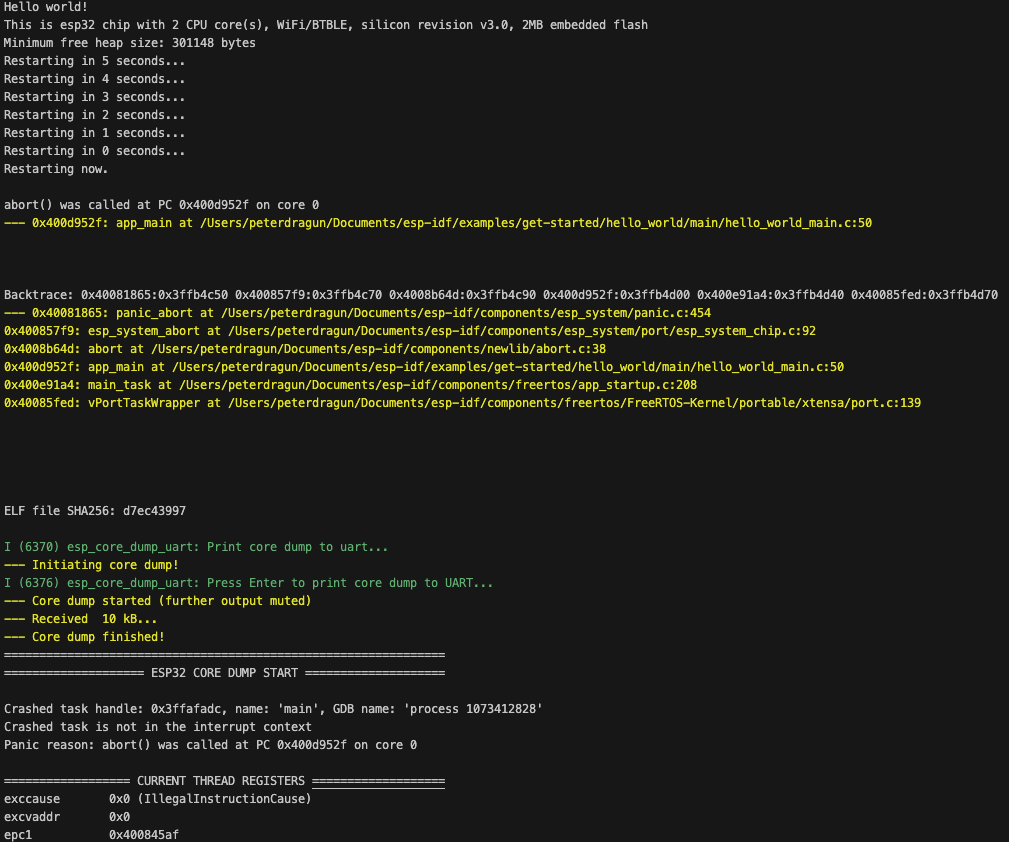 Hello world!
This is esp32 chip with 2 CPU core(s), WiFi/BTBLE, silicon revision v3.0, 2MB embedded flash
Minimum free heap size: 301148 bytes
Restarting in 5 seconds...
Restarting in 4 seconds...
Restarting in 3 seconds...
Restarting in 2 seconds...
Restarting in 1 seconds...
Restarting in 0 seconds...
Restarting now.
abort() was called at PC 0x400d952f on core 0
--- 0x400d952f: app_main at /Users/peterdragun/Documents/esp-idf/examples/get-started/hello_world/main/hello_world_main.c:50
Backtrace: 0x40081865:0x3ffb4c50 0x400857f9:0x3ffb4c70 0x4008b64d:0x3ffb4c90 0x400d952f:0x3ffb4d00 0x400e91a4:0x3ffb4d40 0x40085fed:0x3ffb4d70
--- 0x40081865: panic_abort at /Users/peterdragun/Documents/esp-idf/components/esp_system/panic.c:454
0x400857f9: esp_system_abort at /Users/peterdragun/Documents/esp-idf/components/esp_system/port/esp_system_chip.c:92
0x4008b64d: abort at /Users/peterdragun/Documents/esp-idf/components/newlib/abort.c:38
0x400d952f: app_main at /Users/peterdragun/Documents/esp-idf/examples/get-started/hello_world/main/hello_world_main.c:50
0x400e91a4: main_task at /Users/peterdragun/Documents/esp-idf/components/freertos/app_startup.c:208
0x40085fed: vPortTaskWrapper at /Users/peterdragun/Documents/esp-idf/components/freertos/FreeRTOS-Kernel/portable/xtensa/port.c:139
ELF file SHA256: d7ec43997
I (6370) esp_core_dump_uart: Print core dump to uart...
--- Initiating core dump!
I (6376) esp_core_dump_uart: Press Enter to print core dump to UART...
--- Core dump started (further output muted)
--- Received  10 kB...
--- Core dump finished!
===============================================================
==================== ESP32 CORE DUMP START ====================
Crashed task handle: 0x3ffafadc, name: 'main', GDB name: 'process 1073412828'
Crashed task is not in the interrupt context
Panic reason: abort() was called at PC 0x400d952f on core 0
================== CURRENT THREAD REGISTERS ===================
exccause       0x0 (IllegalInstructionCause)
excvaddr       0x0
epc1           0x400845af